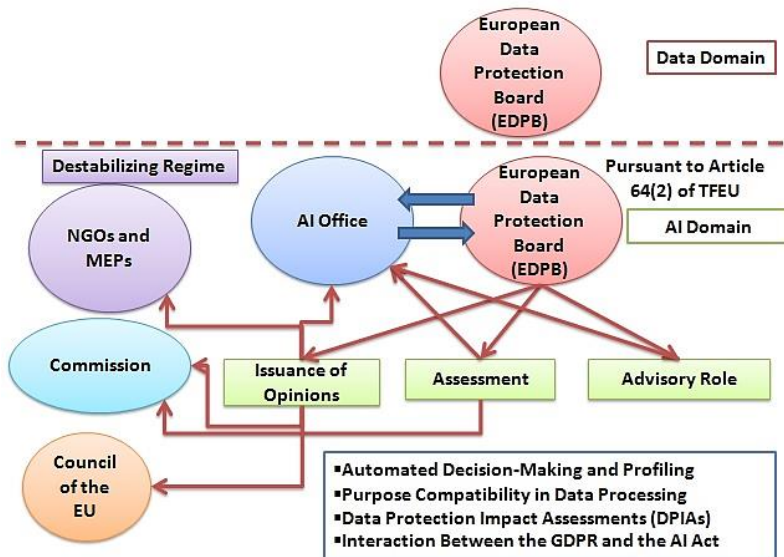 European
Data
Protection
Board
(EDPB)
Data Domain
Destabilizing Regime
NGOs and
MEPs
AI Office
European
Data
Protection
Board
(EDPB)
Pursuant to Article
64(2) of TFEU
AI Domain
Commission
Issuance of
Opinions
Assessment
Advisory Role
Council
of the
EU
▪Automated Decision-Making and Profiling
▪Purpose Compatibility in Data Processing
▪Data Protection Impact Assessments (DPIAs)
▪Interaction Between the GDPR and the AI Act